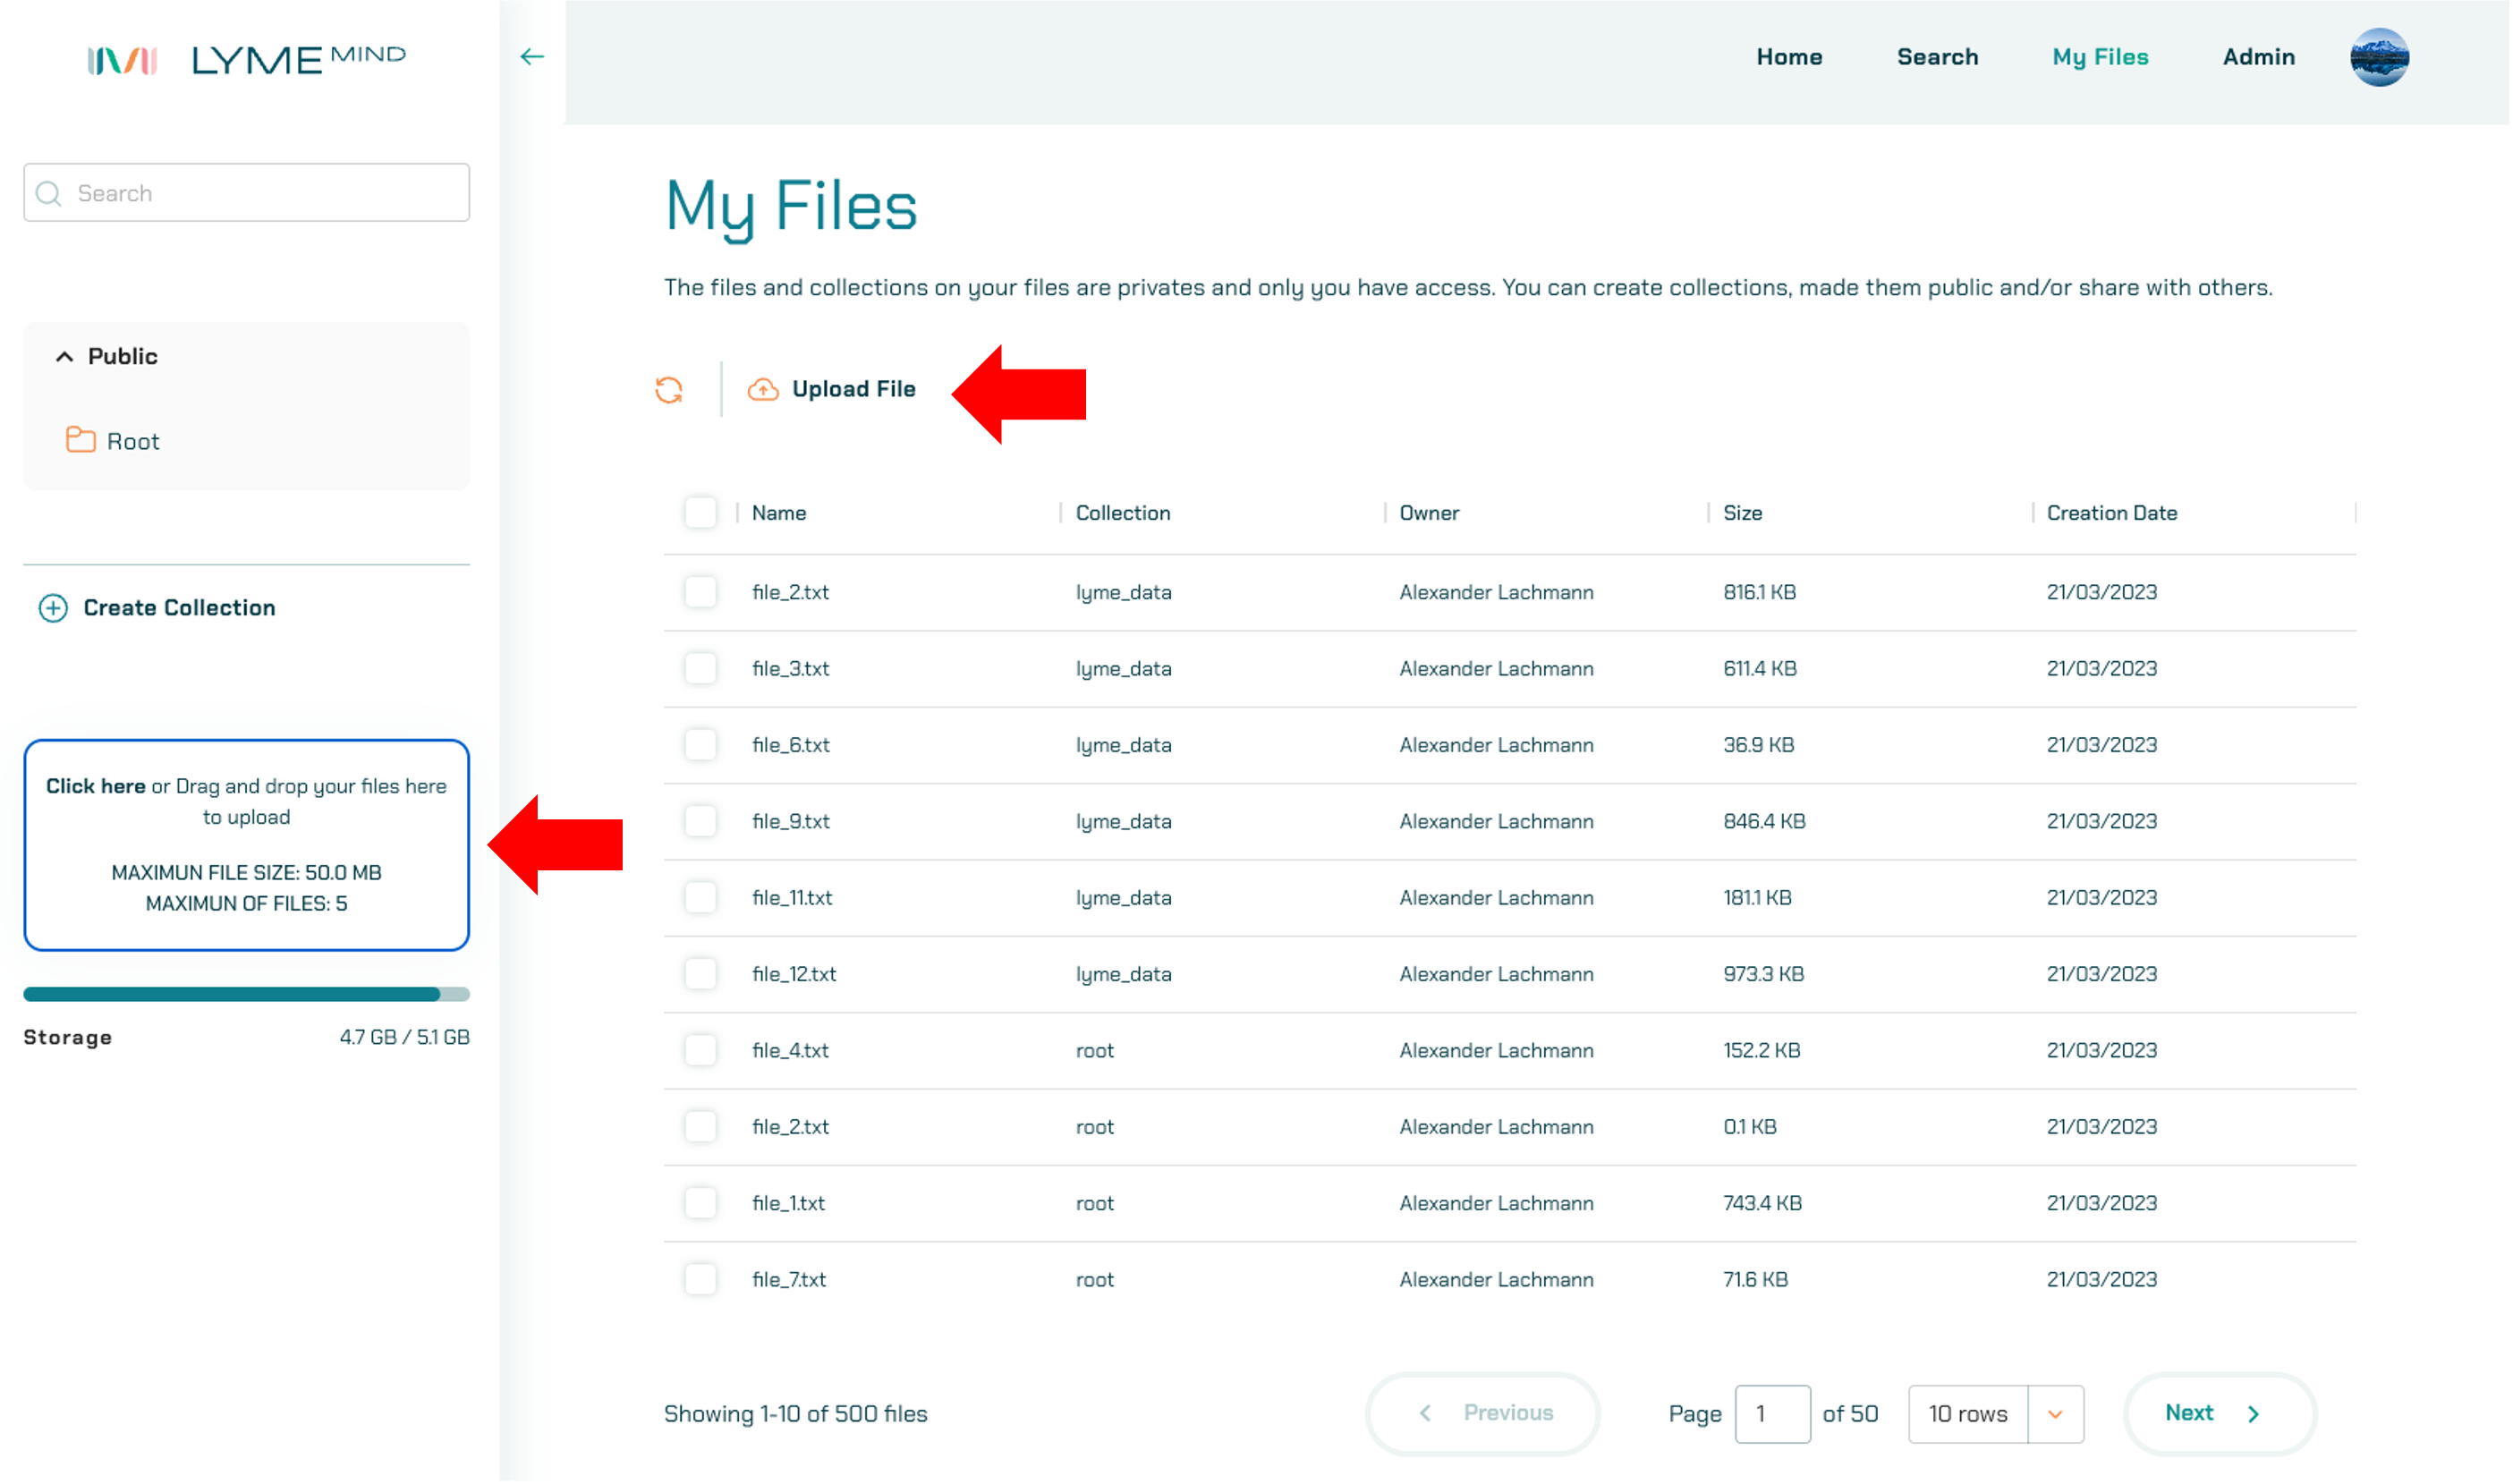 LYME MIND
Home Search My Files Admin
Search
Public
Root
Create Collection
Click here or Drag and drop your files here
to upload
MAXIMUN FILE SIZE: 50.0 MB
MAXIMUN OF FILES: 5
Storage 4.7 GB / 5.1 GB
My Files
The files and collections on your files are privates and only you have access. You can create collections, made them public and/or share with others.
Upload File
Name Collection Owner Size Creation Date
file_2.txt lyme_data Alexander Lachmann 816.1 KB 21/03/2023
file_3.txt lyme_data Alexander Lachmann 611.4 KB 21/03/2023
file_6.txt lyme_data Alexander Lachmann 36.9 KB 21/03/2023
file_9.txt lyme_data Alexander Lachmann 846.4 KB 21/03/2023
file_11.txt lyme_data Alexander Lachmann 181.1 KB 21/03/2023
file_12.txt lyme_data Alexander Lachmann 973.3 KB 21/03/2023
file_4.txt root Alexander Lachmann 152.2 KB 21/03/2023
file_2.txt root Alexander Lachmann 0.1 KB 21/03/2023
file_1.txt root Alexander Lachmann 743.4 KB 21/03/2023
file_7.txt root Alexander Lachmann 71.6 KB 21/03/2023
Showing 1-10 of 500 files Previous Page 1 of 50 10 rows Next